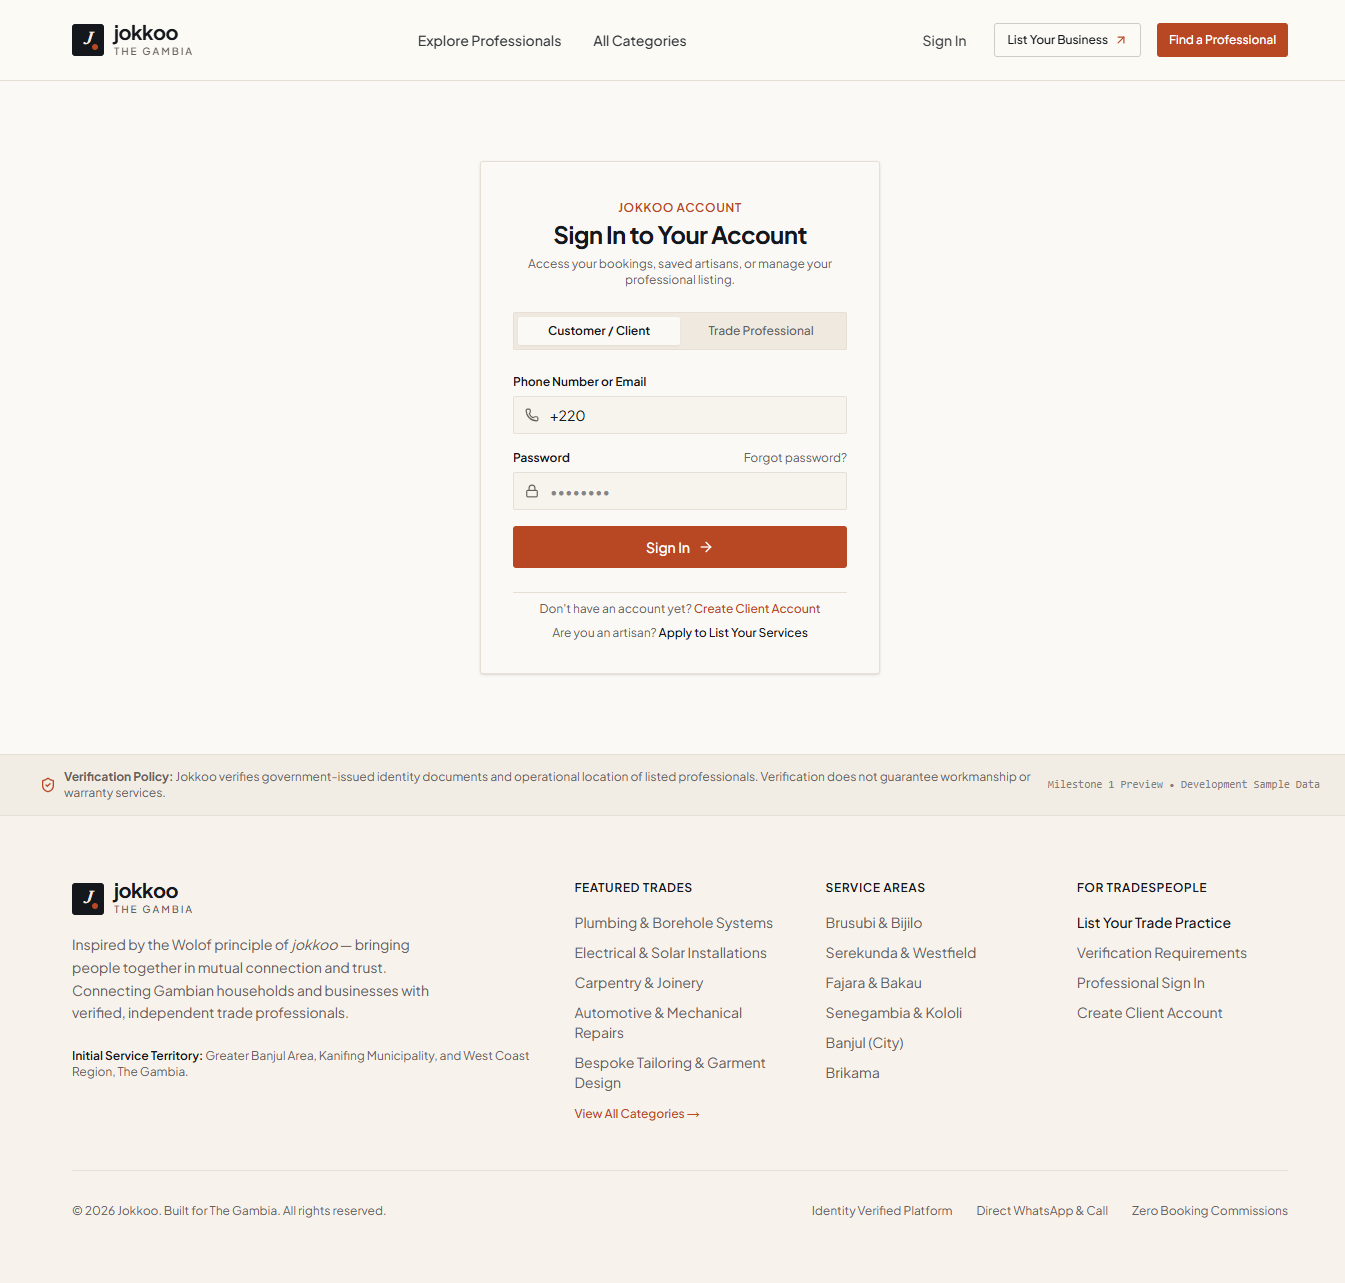 J jokkoo
THE GAMBIA
Explore Professionals
All Categories
Sign In
List Your Business
Find a Professional
JOKKOO ACCOUNT
Sign In to Your Account
Access your bookings, saved artisans, or manage your
professional listing.
Customer / Client
Trade Professional
Phone Number or Email
+220
Password
Forgot password?
••••••••
Sign In →
Don't have an account yet? Create Client Account
Are you an artisan? Apply to List Your Services
Verification Policy: Jokkoo verifies government-issued identity documents and operational location of listed professionals. Verification does not guarantee workmanship or
warranty services.
Milestone 1 Preview • Development Sample Data
J jokkoo
THE GAMBIA
Inspired by the Wolof principle of jokkoo — bringing
people together in mutual connection and trust.
Connecting Gambian households and businesses with
verified, independent trade professionals.
Initial Service Territory: Greater Banjul Area, Kanifing Municipality, and West Coast
Region, The Gambia.
FEATURED TRADES
Plumbing & Borehole Systems
Electrical & Solar Installations
Carpentry & Joinery
Automotive & Mechanical
Repairs
Bespoke Tailoring & Garment
Design
View All Categories →
SERVICE AREAS
Brusubi & Bijilo
Serekunda & Westfield
Fajara & Bakau
Senegambia & Kololi
Banjul (City)
Brikama
FOR TRADESPEOPLE
List Your Trade Practice
Verification Requirements
Professional Sign In
Create Client Account
© 2026 Jokkoo. Built for The Gambia. All rights reserved.
Identity Verified Platform
Direct WhatsApp & Call
Zero Booking Commissions